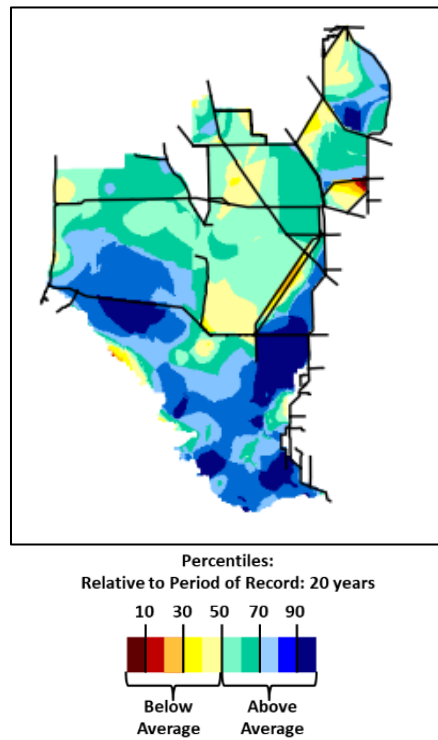 Percentiles:
Relative to Period of Record: 20 years
10 30 50 70 90
Below Above
Average Average